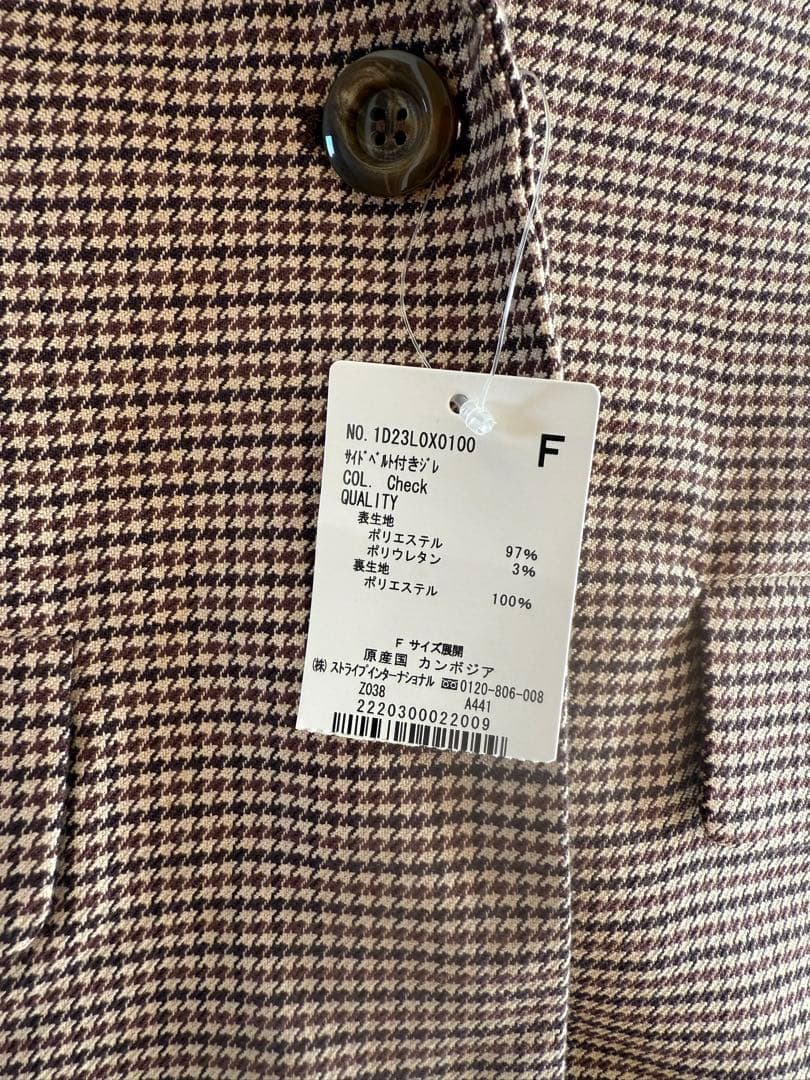 NO. 1D23L0X0100
F
ｻｲﾄﾞﾍﾞﾙﾄ付きｼﾞﾚ
COL. Check
QUALITY
表生地
ポリエステル 97%
ポリウレタン 3%
裏生地
ポリエステル 100%
F サイズ展開
原産国 カンボジア
㈱ ｽﾄﾗｲﾌﾟｲﾝﾀｰﾅｼｮﾅﾙ 0120-806-008
Z038 A441
2220300022009